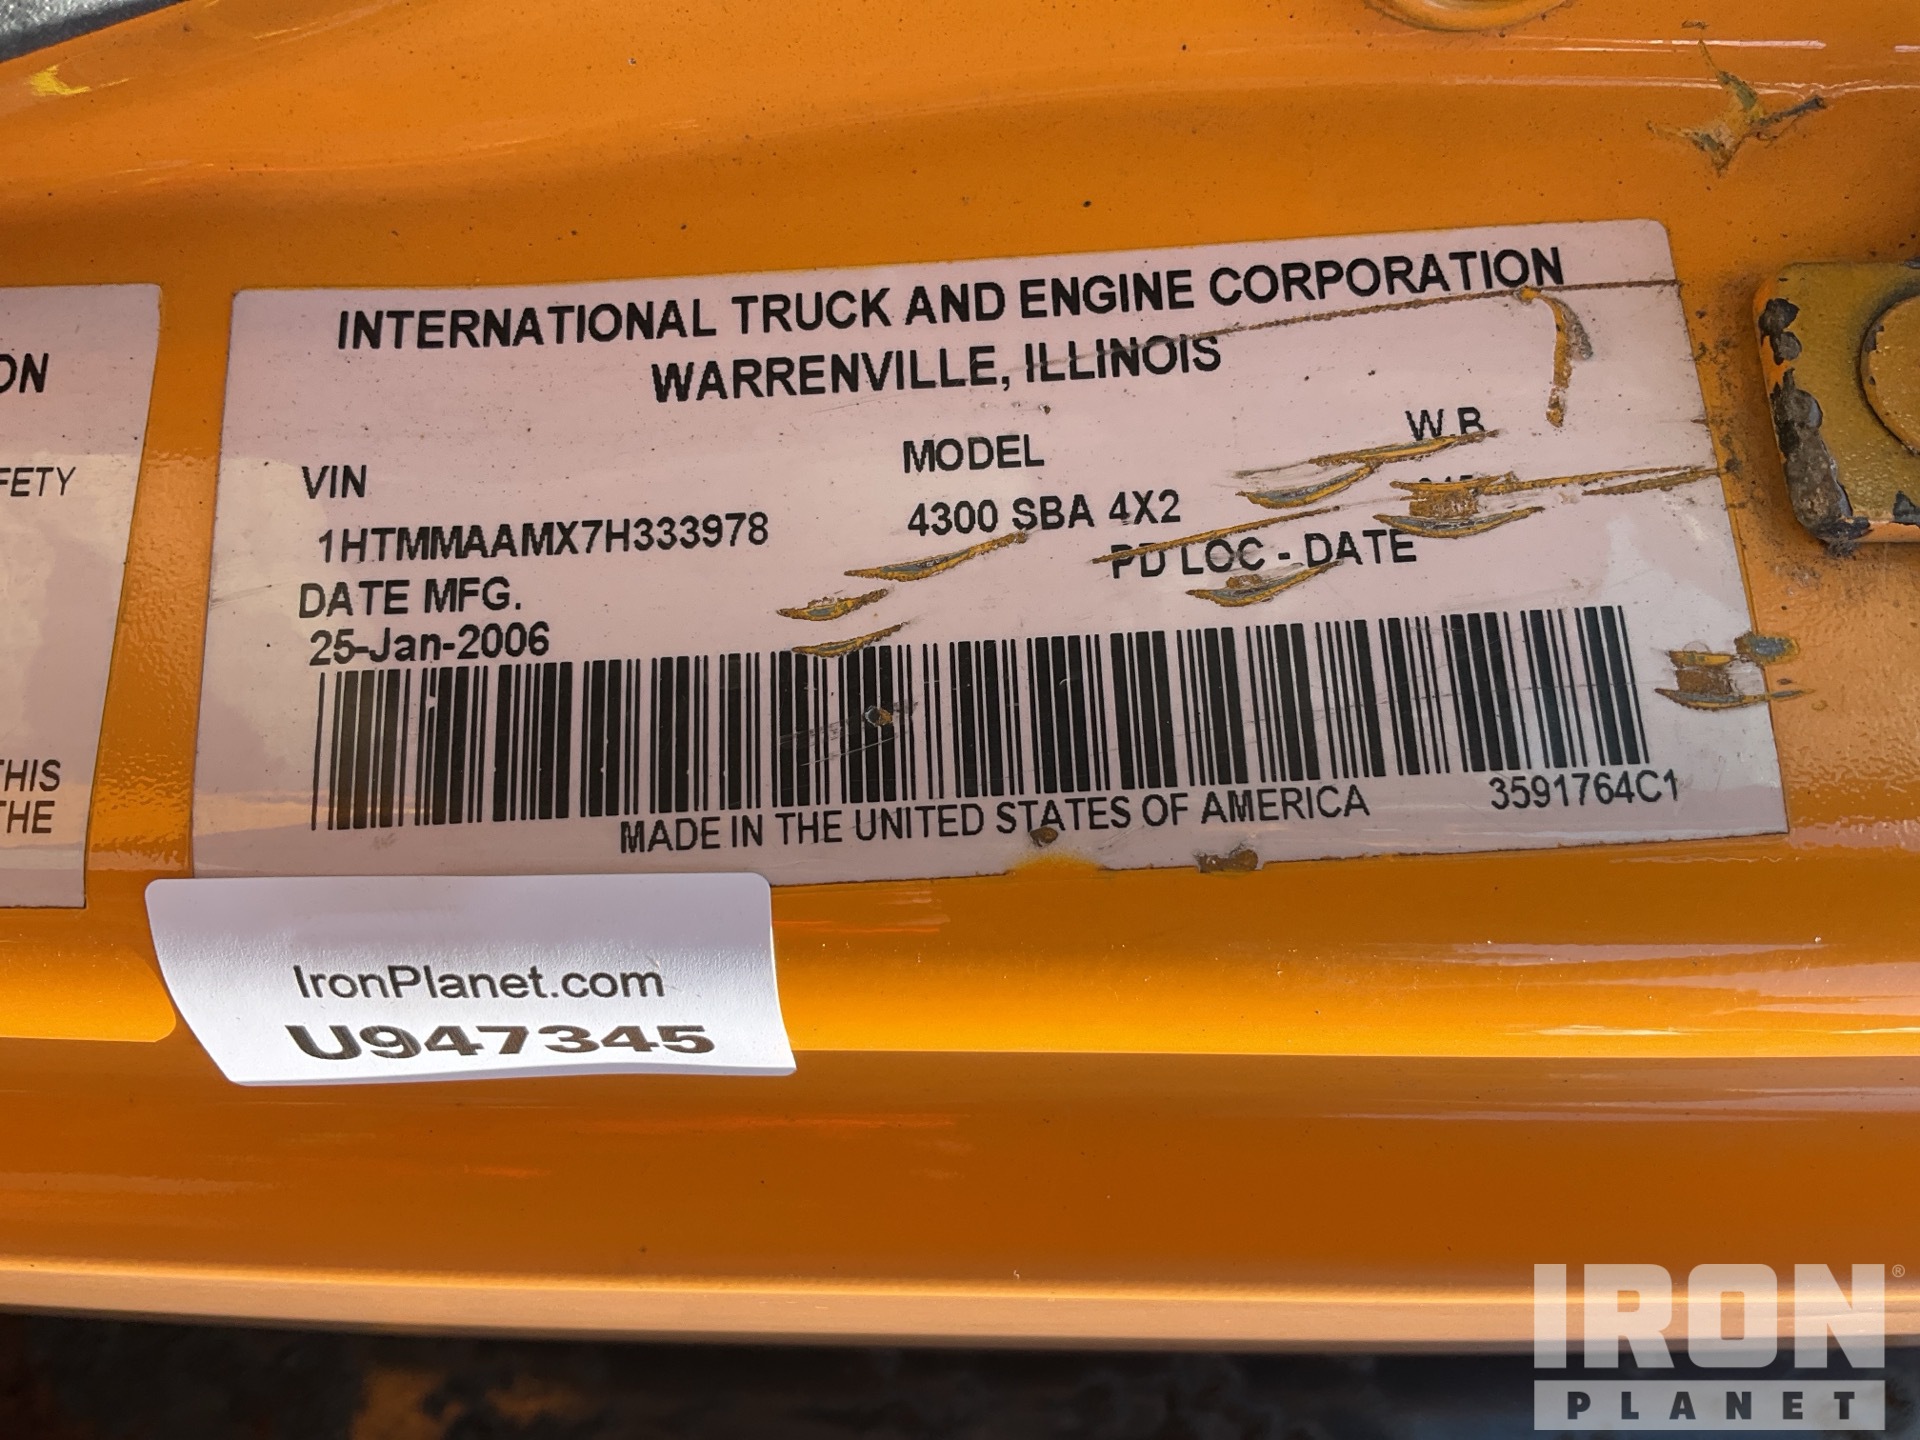 ON
FETY
THIS
THE
INTERNATIONAL TRUCK AND ENGINE CORPORATION
WARRENVILLE, ILLINOIS
VIN
MODEL
W.B
1HTMMAAMX7H333978
4300 SBA 4X2
DATE MFG.
PD LOC - DATE
25-Jan-2006
MADE IN THE UNITED STATES OF AMERICA
3591764C1
IronPlanet.com
U947345
IRON®
PLANET